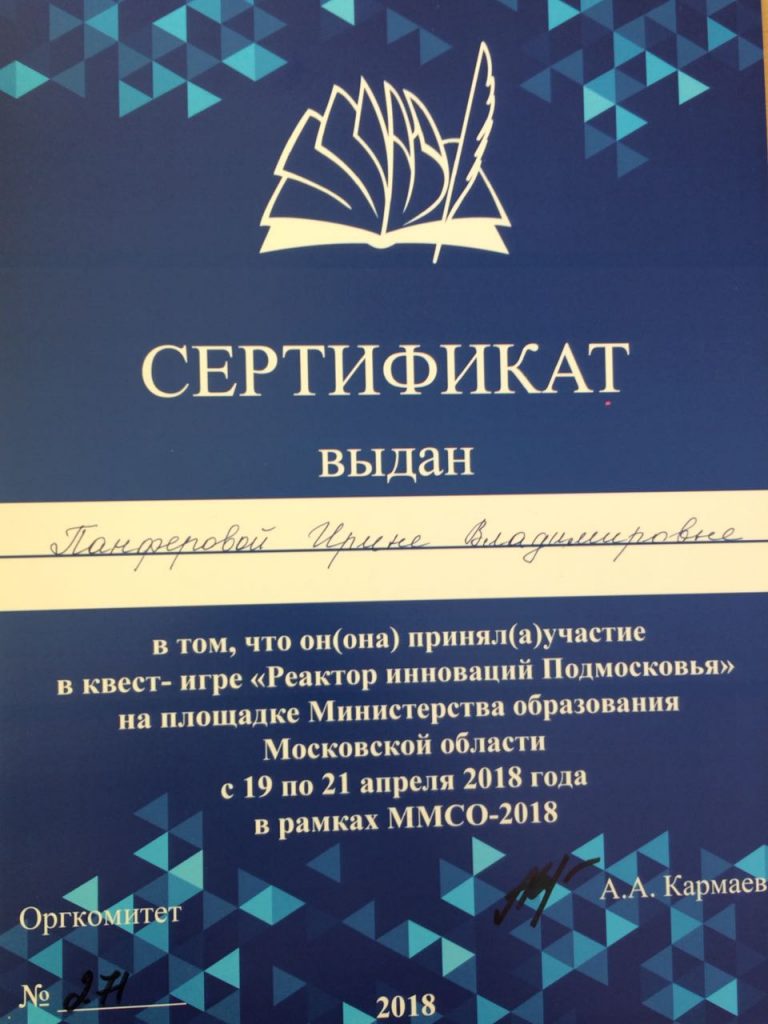 СЕРТИФИКАТ
выдан
Панферовой Ирине Владимировне
в том, что он(она) принял(а)участие
в квест- игре «Реактор инноваций Подмосковья»
на площадке Министерства образования
Московской области
с 19 по 21 апреля 2018 года
в рамках ММСО-2018
Оргкомитет
А.А. Кармаев
№ 271
2018